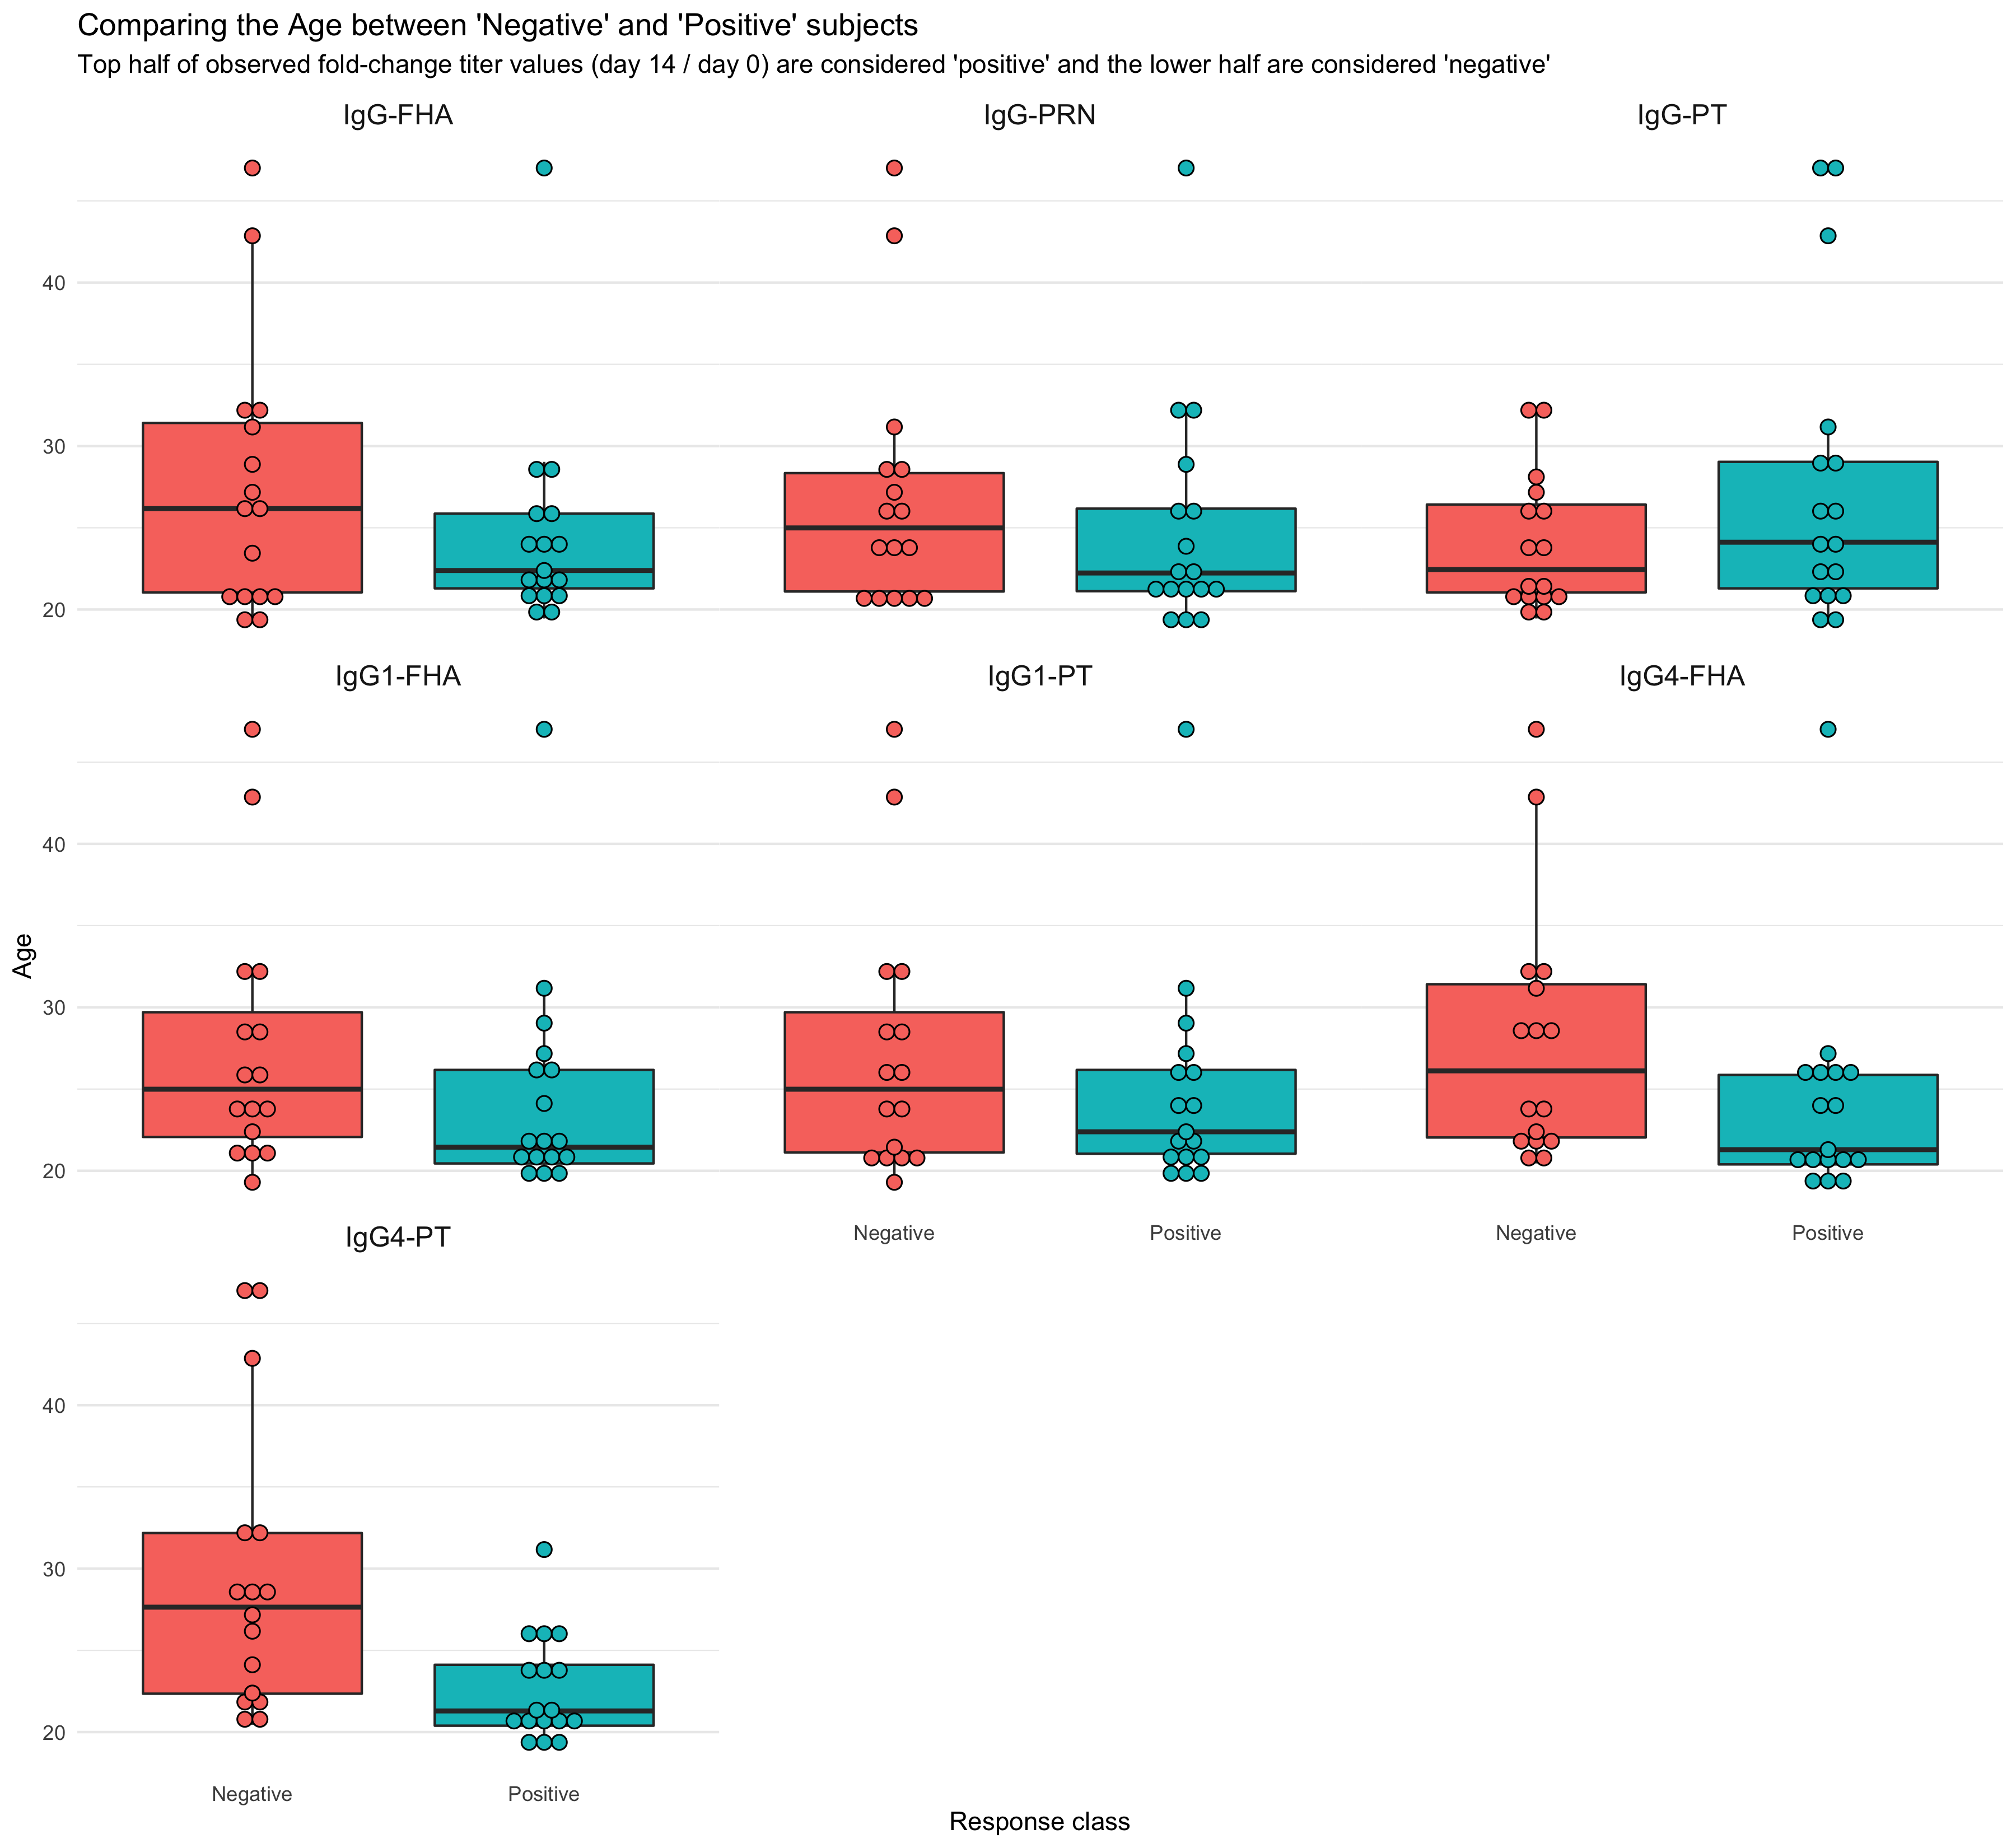 Comparing the Age between 'Negative' and 'Positive' subjects
Top half of observed fold-change titer values (day 14 / day 0) are considered 'positive' and the lower half are considered 'negative'
IgG-FHA IgG-PRN IgG-PT
40
30
20
IgG1-FHA IgG1-PT IgG4-FHA
40
30
20
Age
Negative Positive Negative Positive
IgG4-PT
40
30
20
Negative Positive
Response class